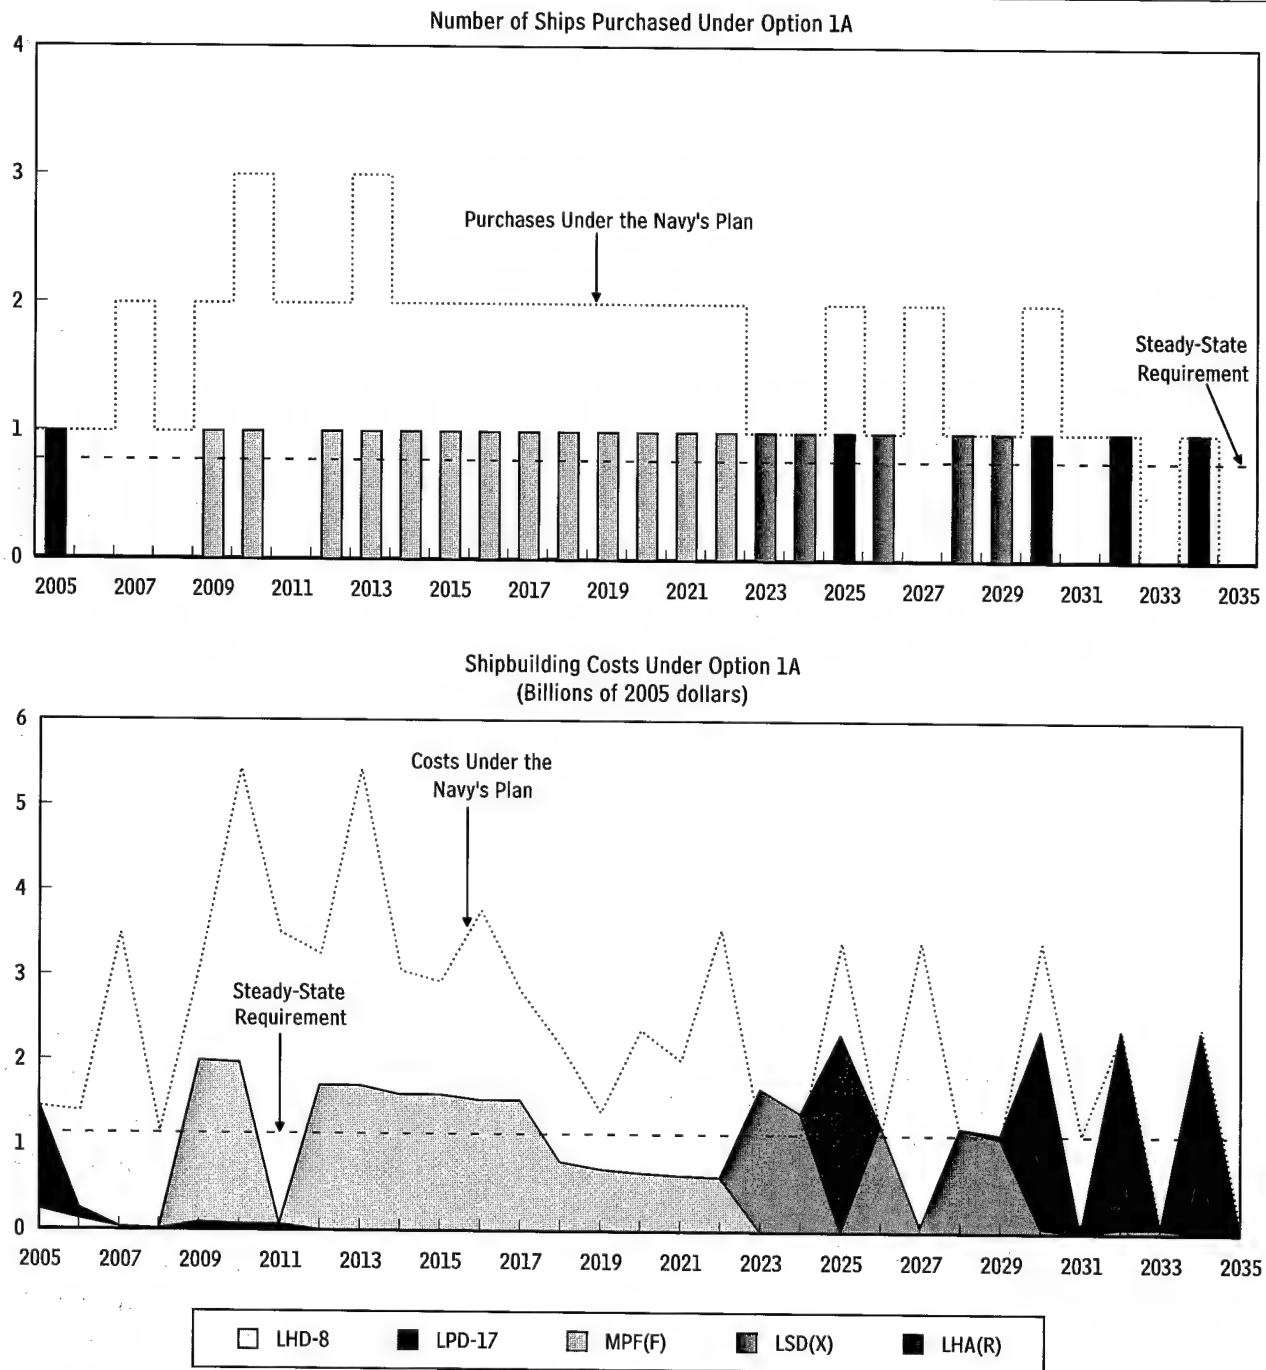 Number of Ships Purchased Under Option 1A
4
3
Purchases Under the Navy's Plan
2
Steady-State
Requirement
1
0
2005 2007 2009 2011 2013 2015 2017 2019 2021 2023 2025 2027 2029 2031 2033 2035
Shipbuilding Costs Under Option 1A
(Billions of 2005 dollars)
6
Costs Under the
Navy's Plan
5
4
3
Steady-State
Requirement
2
1
0
2005 2007 2009 2011 2013 2015 2017 2019 2021 2023 2025 2027 2029 2031 2033 2035
LHD-8 LPD-17 MPF(F) LSD(X) LHA(R)